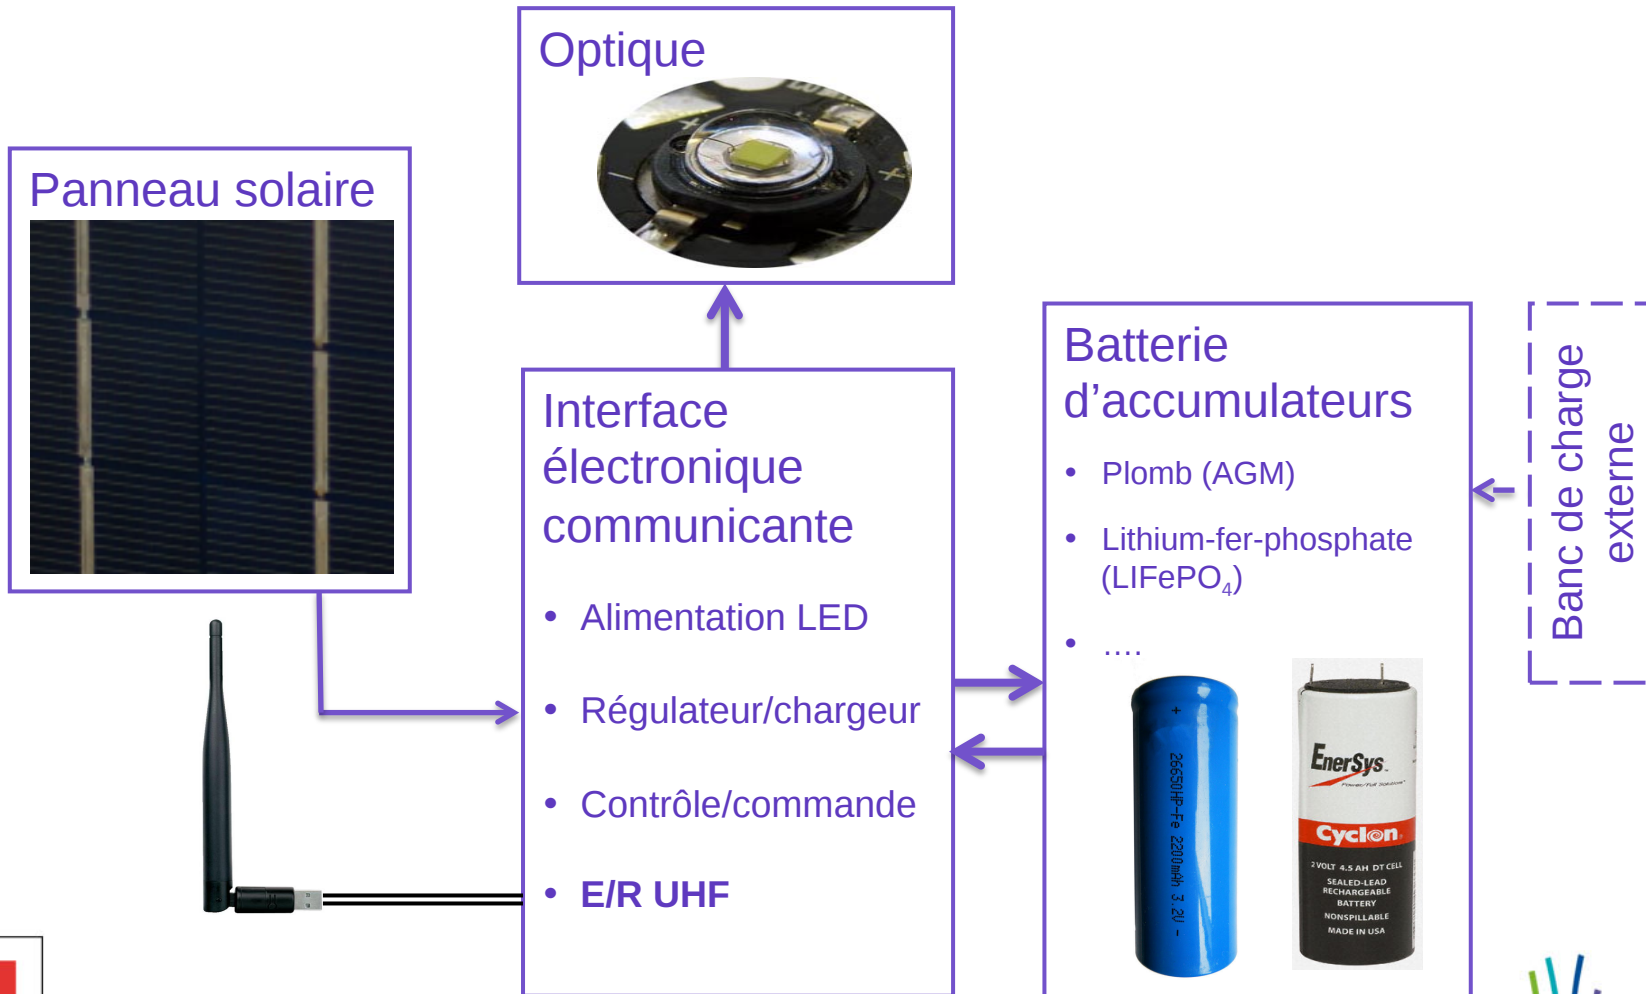 Optique
Panneau solaire
Interface
électronique
communicante
• Alimentation LED
• Régulateur/chargeur
• Contrôle/commande
• E/R UHF
Batterie
d’accumulateurs
• Plomb (AGM)
• Lithium-fer-phosphate
(LIFePO₄)
• ....
26650HP-Fe 2200mAh 3.2V -
EnerSys
Cyclon
2 VOLT 4.5 AH DT CELL
SEALED-LEAD
RECHARGEABLE
BATTERY
NONSPILLABLE
MADE IN USA
Banc de charge
externe